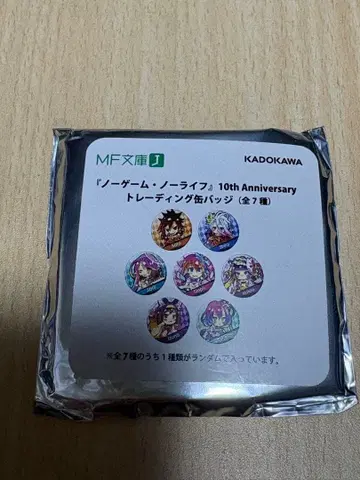 MF文庫 J
KADOKAWA
『ノーゲーム・ノーライフ』 10th Anniversary
トレーディング缶バッジ（全7種）
※全7種のうち1種類がランダムで入っています。